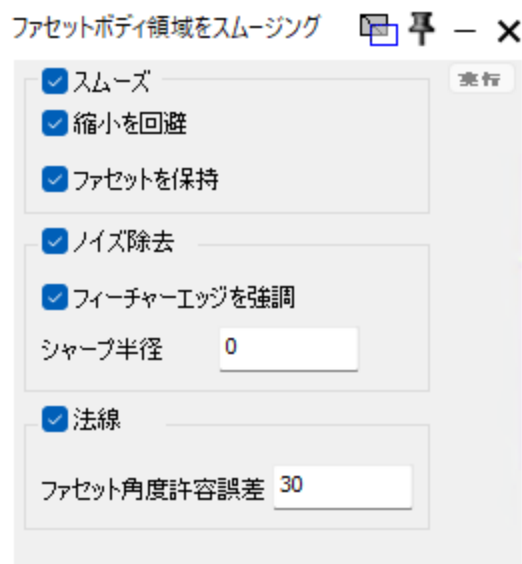 ファセットボディ領域をスムージング
実行
スムーズ
縮小を回避
ファセットを保持
ノイズ除去
フィーチャーエッジを強調
シャープ半径 0
法線
ファセット角度許容誤差 30